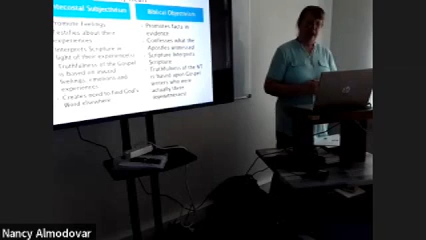 Pentecostal Subjectivism
Promote Feelings
Testifies about their
experiences
Interprets Scripture in
light of their experiences
Truthfulness of the Gospel
is based on inward
feelings, emotions and
experiences
Creates need to find God's
Word elsewhere
Biblical Objectivism
Promotes facts in
evidence
Confesses what the
Apostles witnessed
Scripture Interprets
Scripture
Truthfulness of the NT
is based upon Gospel
writers who were
actually there
hp
Nancy Almodovar